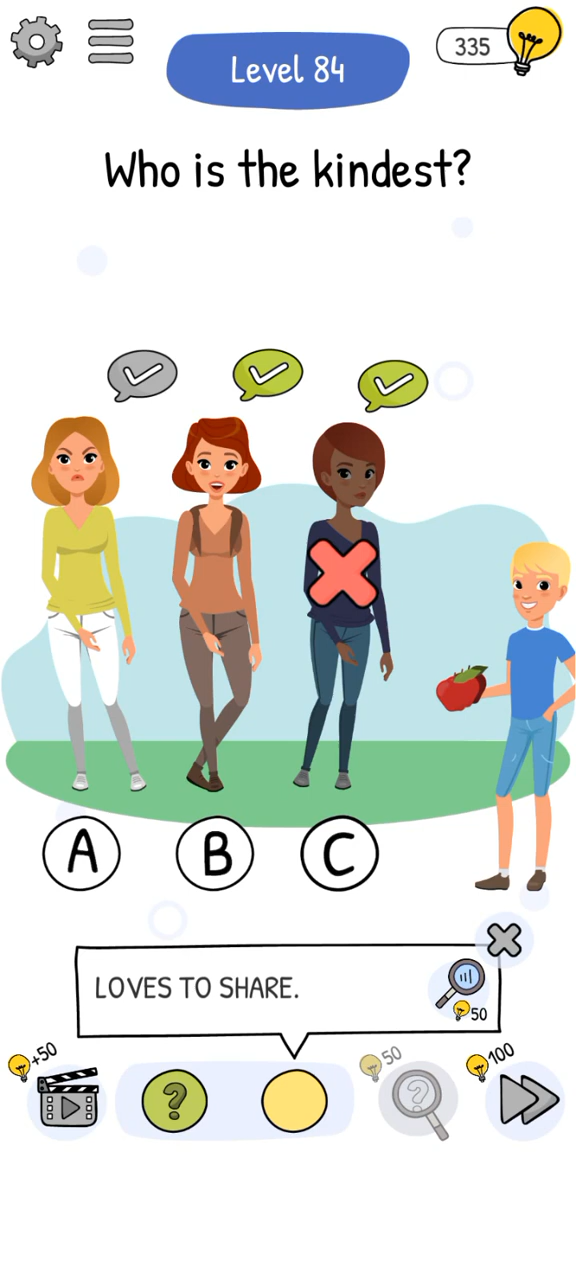 335
Level 84
Who is the kindest?
A B C
LOVES TO SHARE.
50
+50
?
50
?
100